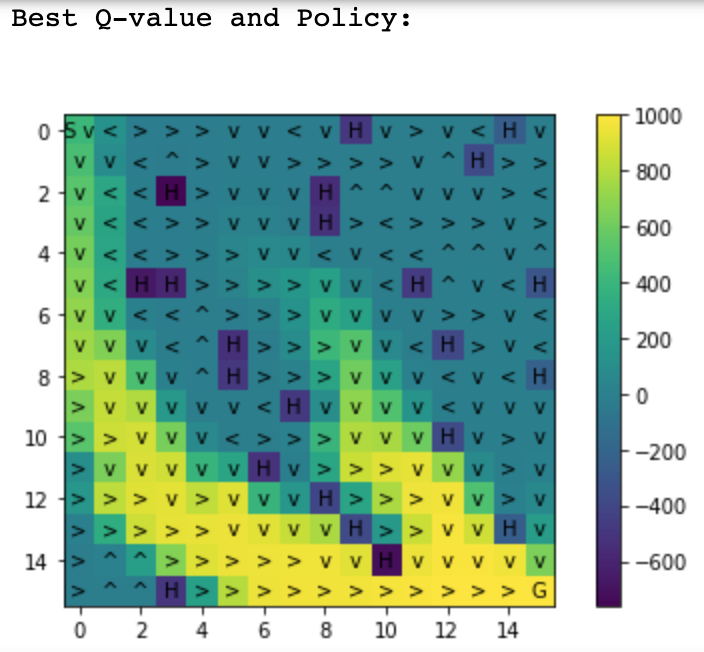 Best Q-value and Policy:
0 S v < > > > v v < v H v > v < H v 1000
v v < ^ > v v > > > > v ^ H > >
800
2 v < < H > v v v H ^ ^ v v v > <
v < < > > v v v H > < > > > v > 600
4 v < < > > > v v < v < < ^ ^ v ^
v < H H > > > > v v < H ^ v < H 400
6 v v < < ^ > > > v v v v > > v <
v v v < ^ H > > > v v < H > v < 200
8 > v v v ^ H > > > v v v < v < H 0
> v v v v v < H v v v v < v v v
10 > > v v v < > > > v v v H v > v −200
> v v v v v H v > > > v v v > v
12 > > > v > v v v H > > > v v > v −400
> > > > > v v v v H > > v v H v
14 > ^ ^ > > > > > v v H v v v v v −600
> ^ ^ H > > > > > > > > > > > G
0 2 4 6 8 10 12 14